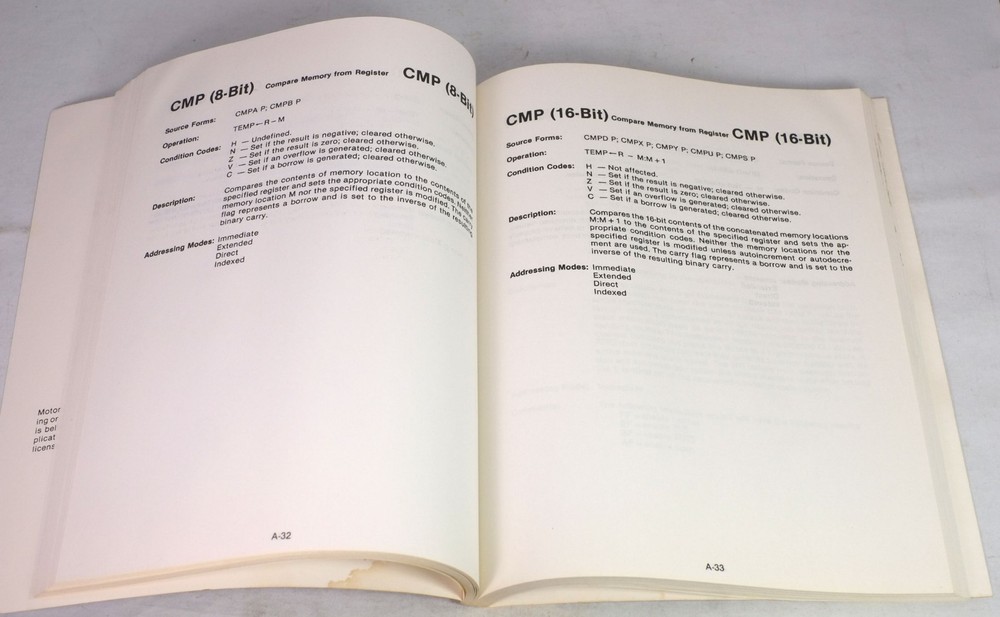 CMP (8-Bit) Compare Memory from Register CMP (8-Bit)
Source Forms: CMPA P; CMPB P
Operation: TEMP←R – M
Condition Codes: H — Undefined.
N — Set if the result is negative; cleared otherwise.
Z — Set if the result is zero; cleared otherwise.
V — Set if an overflow is generated; cleared otherwise.
C — Set if a borrow is generated; cleared otherwise.
Description: Compares the contents of memory location to the contents of the
specified register and sets the appropriate condition codes. Neither
memory location M nor the specified register is modified. The carry
flag represents a borrow and is set to the inverse of the resulting
binary carry.
Addressing Modes: Immediate
Extended
Direct
Indexed
A-32
Motor
ing or
is bei
plicat
licens
CMP (16-Bit) Compare Memory from Register CMP (16-Bit)
Source Forms: CMPD P; CMPX P; CMPY P; CMPU P; CMPS P
Operation: TEMP←R – M:M + 1
Condition Codes: H — Not affected.
N — Set if the result is negative; cleared otherwise.
Z — Set if the result is zero; cleared otherwise.
V — Set if an overflow is generated; cleared otherwise.
C — Set if a borrow is generated; cleared otherwise.
Description: Compares the 16-bit contents of the concatenated memory locations
M:M + 1 to the contents of the specified register and sets the ap-
propriate condition codes. Neither the memory locations nor the
specified register is modified unless autoincrement or autodecre-
ment are used. The carry flag represents a borrow and is set to the
inverse of the resulting binary carry.
Addressing Modes: Immediate
Extended
Direct
Indexed
A-33